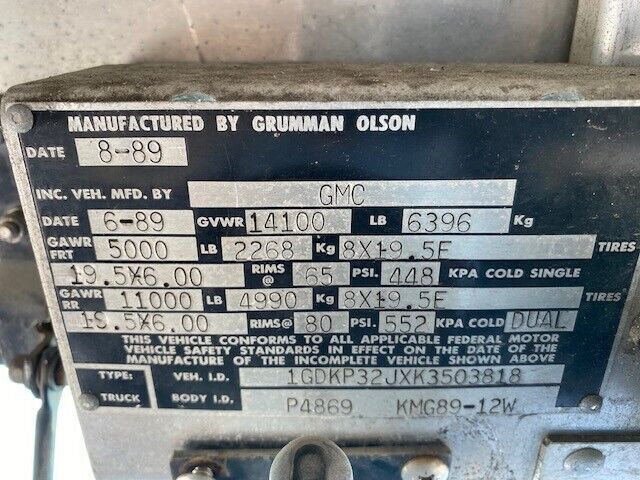 MANUFACTURED BY GRUMMAN OLSON
DATE 8-89
INC. VEH. MFD. BY GMC
DATE 6-89 GVWR 14100 LB 6396 Kg
GAWR FRT 5000 LB 2268 Kg 8X19.5E TIRES
19.5X6.00 RIMS @ 65 PSI. 448 KPA COLD SINGLE
GAWR RR 11000 LB 4990 Kg 8X19.5E TIRES
19.5X6.00 RIMS@ 80 PSI. 552 KPA COLD DUAL
THIS VEHICLE CONFORMS TO ALL APPLICABLE FEDERAL MOTOR
VEHICLE SAFETY STANDARDS IN EFFECT ON THE DATE OF THE
MANUFACTURE OF THE INCOMPLETE VEHICLE SHOWN ABOVE
TYPE: VEH. I.D. 1GDKP32JXK3503818
TRUCK BODY I.D. P4869 KMG89-12W